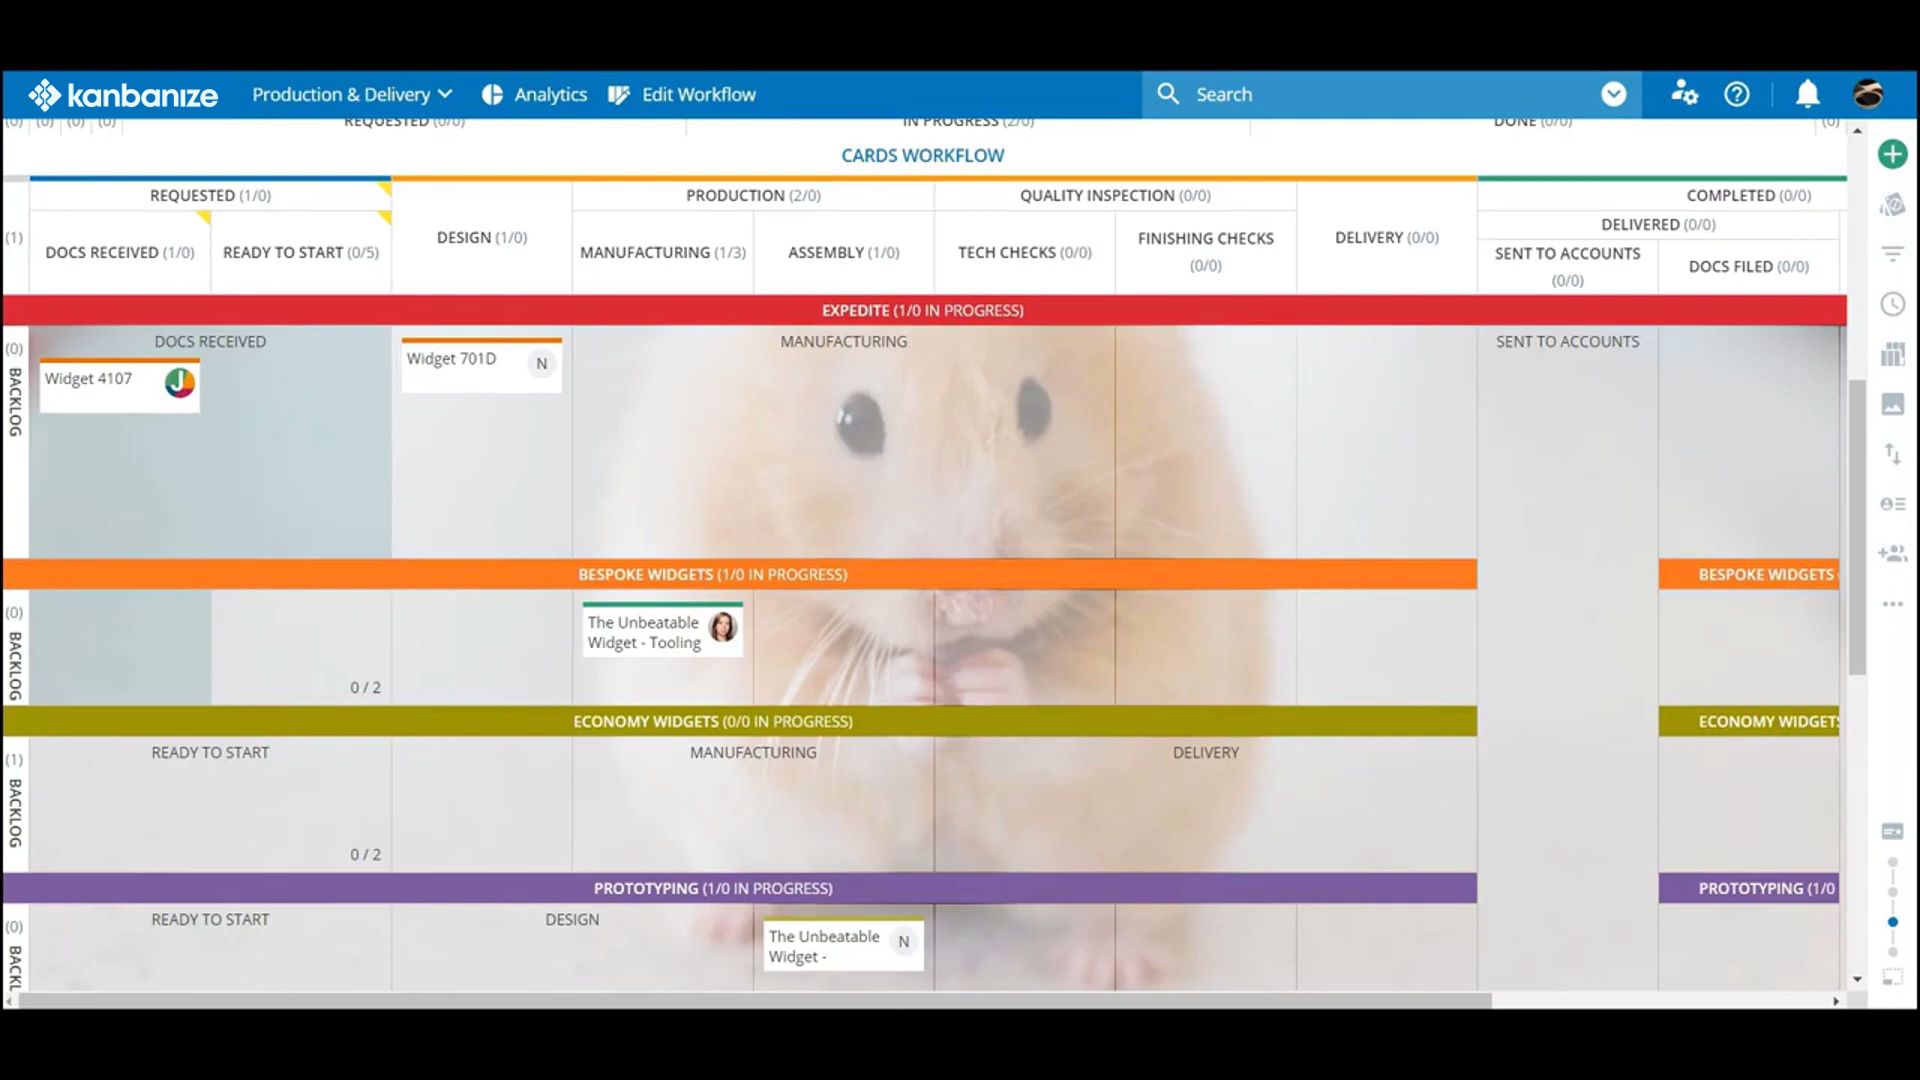 kanbanize
Production & Delivery
Analytics
Edit Workflow
Search
(0) (0) (0) (0)
REQUESTED (0/0)
IN PROGRESS (2/0)
DONE (0/0)
(0)
CARDS WORKFLOW
(1)
REQUESTED (1/0)
DOCS RECEIVED (1/0)
READY TO START (0/5)
DESIGN (1/0)
PRODUCTION (2/0)
MANUFACTURING (1/3)
ASSEMBLY (1/0)
QUALITY INSPECTION (0/0)
TECH CHECKS (0/0)
FINISHING CHECKS
(0/0)
DELIVERY (0/0)
COMPLETED (0/0)
DELIVERED (0/0)
SENT TO ACCOUNTS
(0/0)
DOCS FILED (0/0)
EXPEDITE (1/0 IN PROGRESS)
(0)
BACKLOG
DOCS RECEIVED
Widget 4107
J
Widget 701D
N
MANUFACTURING
SENT TO ACCOUNTS
BESPOKE WIDGETS (1/0 IN PROGRESS)
BESPOKE WIDGETS
(0)
BACKLOG
0 / 2
The Unbeatable
Widget - Tooling
ECONOMY WIDGETS (0/0 IN PROGRESS)
ECONOMY WIDGETS
(1)
BACKLOG
READY TO START
0 / 2
MANUFACTURING
DELIVERY
PROTOTYPING (1/0 IN PROGRESS)
PROTOTYPING (1/0
(0)
BACKL
READY TO START
DESIGN
The Unbeatable
Widget -
N